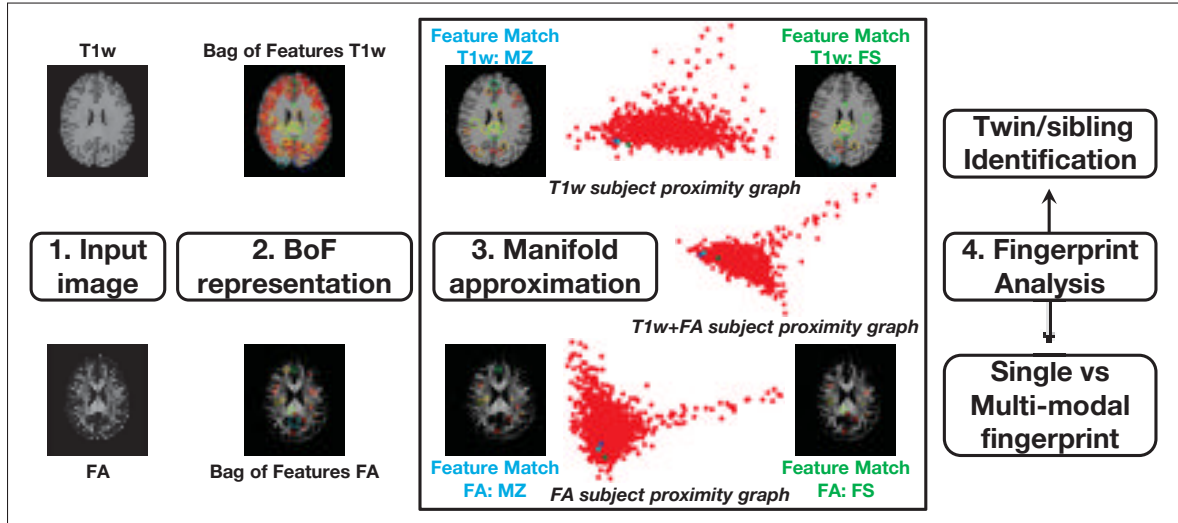 T1w
Bag of Features T1w
Feature Match
T1w: MZ
Feature Match
T1w: FS
T1w subject proximity graph
Twin/sibling
Identification
1. Input
image
2. BoF
representation
3. Manifold
approximation
T1w+FA subject proximity graph
4. Fingerprint
Analysis
FA
Bag of Features FA
Feature Match
FA: MZ
FA subject proximity graph
Feature Match
FA: FS
Single vs
Multi-modal
fingerprint